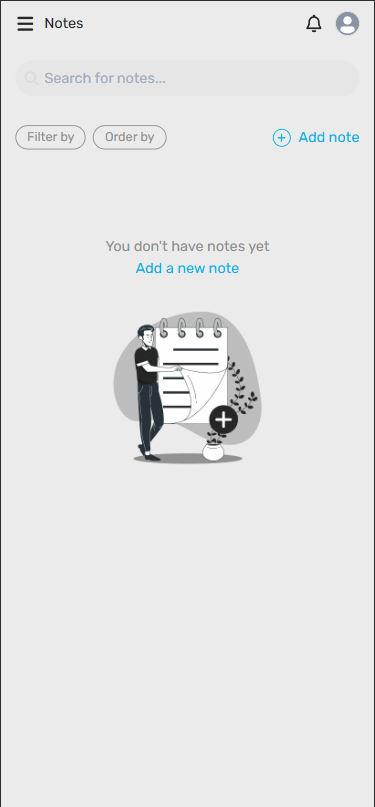 Notes
Search for notes...
Filter by Order by Add note
You don't have notes yet
Add a new note